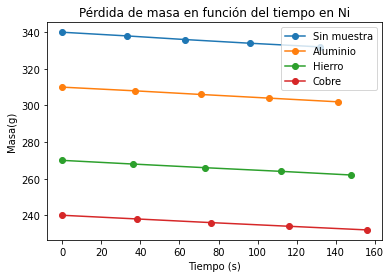 Pérdida de masa en función del tiempo en Ni
Sin muestra
Aluminio
Hierro
Cobre
Masa(g)
340
320
300
280
260
240
0
20
40
60
80
100
120
140
160
Tiempo (s)